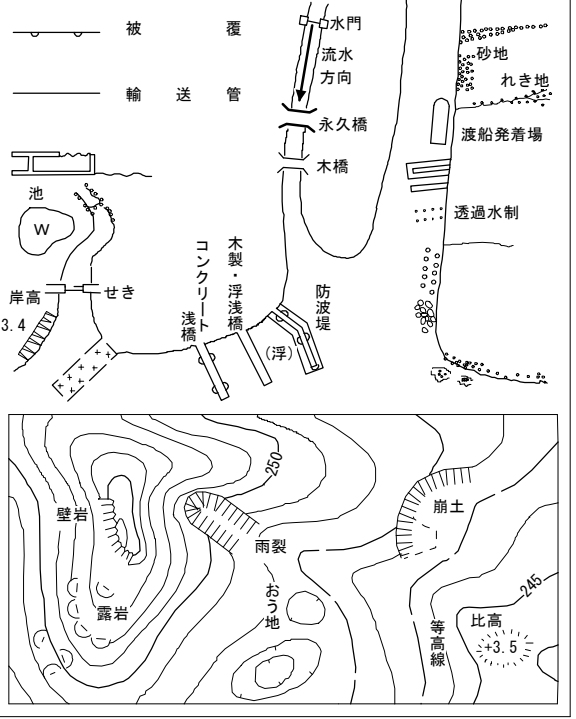 被覆
輸送管
水門
流水
方向
永久橋
木橋
砂地
れき地
渡船発着場
透過水制
池
W
せき
岸高
3.4
コンクリート
浅橋
木製・浮浅橋
防波堤
(浮)
250
壁岩
雨裂
崩土
露岩
おう地
等高線
比高
+3.5
245